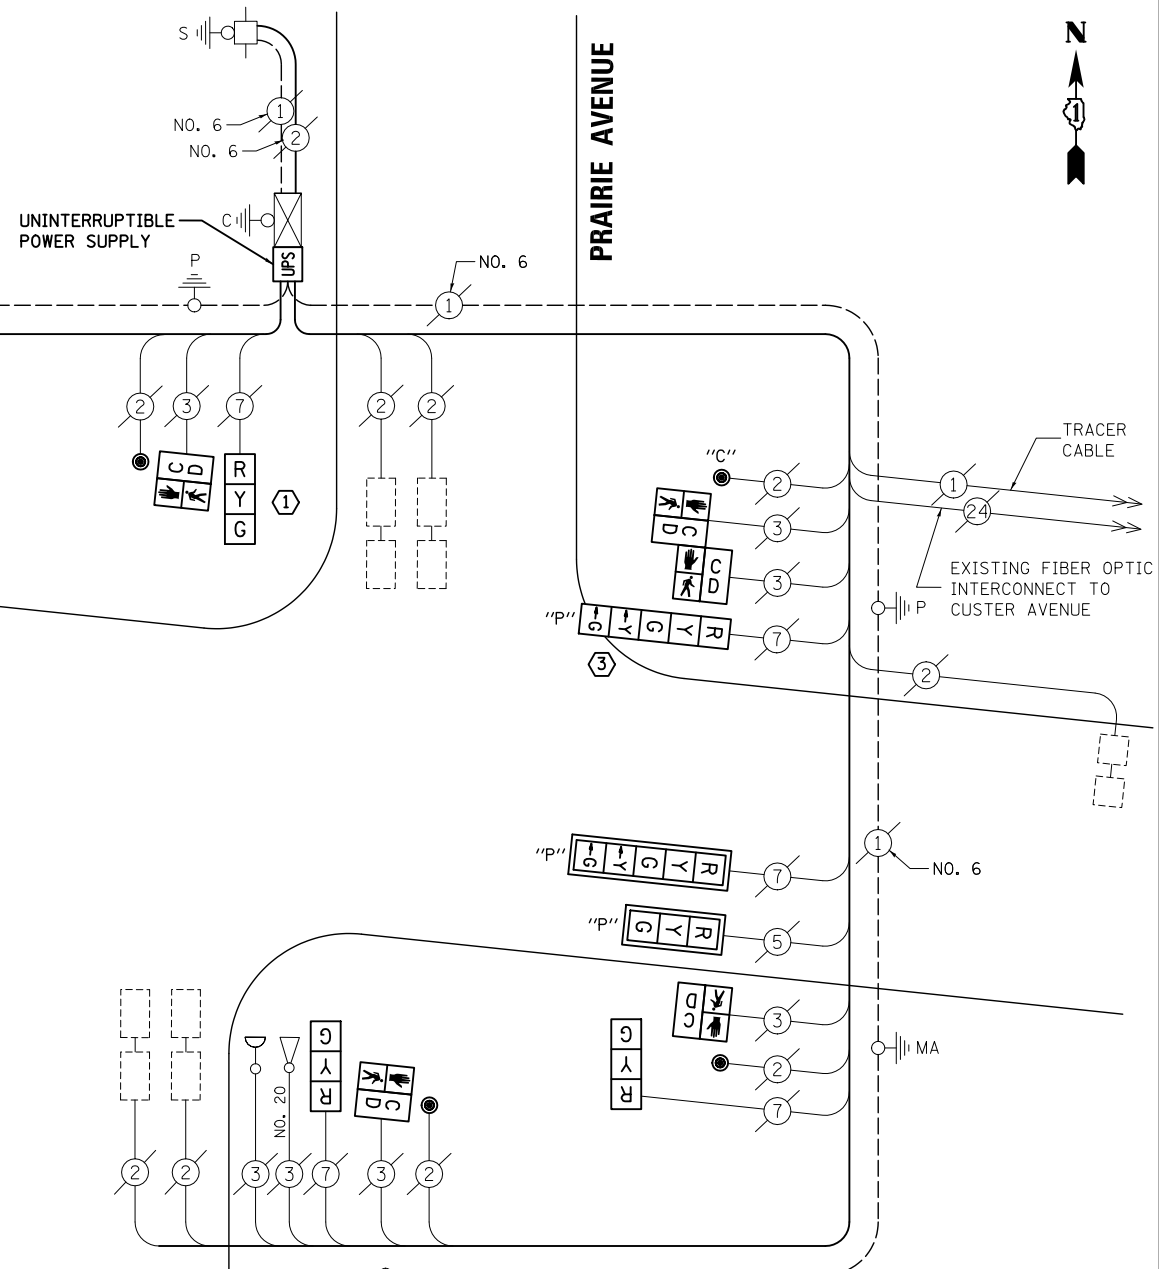 S
N
1
NO. 6
1
NO. 6
2
PRAIRIE AVENUE
UNINTERRUPTIBLE
POWER SUPPLY
C
UPS
P
NO. 6
1
2
3
7
2
2
C D
R
Y
G
1
TRACER
CABLE
"C"
2
1
24
C
D
3
C
D
3
EXISTING FIBER OPTIC
INTERCONNECT TO
CUSTER AVENUE
P
"P"
G Y G Y R
7
3
2
1
NO. 6
"P"
G Y G Y R
7
"P"
G Y R
5
C D
3
MA
2
G
Y
R
7
G
Y
R
C
D
NO. 20
2
2
3
3
7
3
2